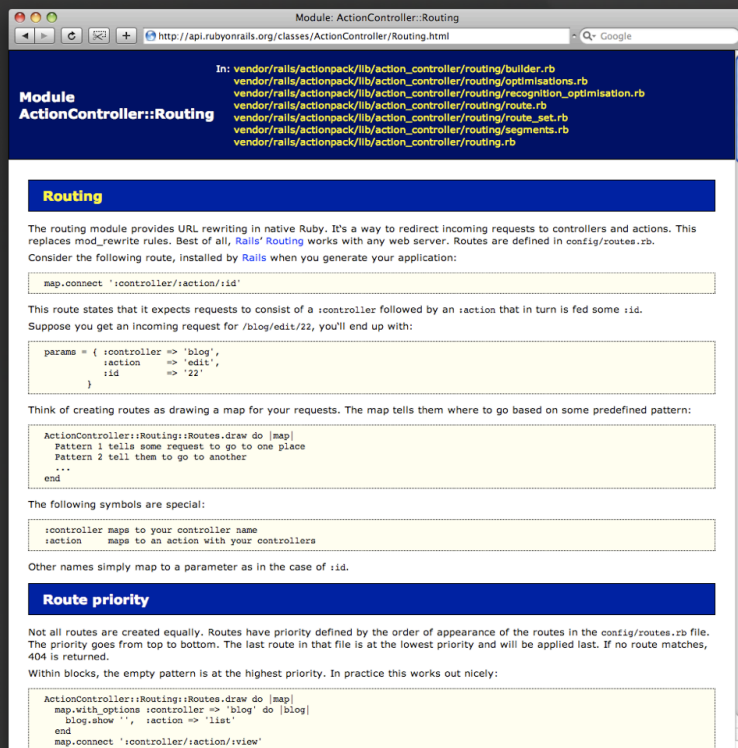 Module: ActionController::Routing
http://api.rubyonrails.org/classes/ActionController/Routing.html
Google
Module
ActionController::Routing
In: vendor/rails/actionpack/lib/action_controller/routing/builder.rb
vendor/rails/actionpack/lib/action_controller/routing/optimisations.rb
vendor/rails/actionpack/lib/action_controller/routing/recognition_optimisation.rb
vendor/rails/actionpack/lib/action_controller/routing/route.rb
vendor/rails/actionpack/lib/action_controller/routing/route_set.rb
vendor/rails/actionpack/lib/action_controller/routing/segments.rb
vendor/rails/actionpack/lib/action_controller/routing.rb
Routing
The routing module provides URL rewriting in native Ruby. It's a way to redirect incoming requests to controllers and actions. This
replaces mod_rewrite rules. Best of all, Rails' Routing works with any web server. Routes are defined in config/routes.rb.
Consider the following route, installed by Rails when you generate your application:
map.connect ':controller/:action/:id'
This route states that it expects requests to consist of a :controller followed by an :action that in turn is fed some :id.
Suppose you get an incoming request for /blog/edit/22, you'll end up with:
params = { :controller => 'blog',
:action => 'edit',
:id => '22'
}
Think of creating routes as drawing a map for your requests. The map tells them where to go based on some predefined pattern:
ActionController::Routing::Routes.draw do |map|
Pattern 1 tells some request to go to one place
Pattern 2 tell them to go to another
...
end
The following symbols are special:
:controller maps to your controller name
:action maps to an action with your controllers
Other names simply map to a parameter as in the case of :id.
Route priority
Not all routes are created equally. Routes have priority defined by the order of appearance of the routes in the config/routes.rb file.
The priority goes from top to bottom. The last route in that file is at the lowest priority and will be applied last. If no route matches,
404 is returned.
Within blocks, the empty pattern is at the highest priority. In practice this works out nicely:
ActionController::Routing::Routes.draw do |map|
map.with_options :controller => 'blog' do |blog|
blog.show '', :action => 'list'
end
map.connect ':controller/:action/:view'